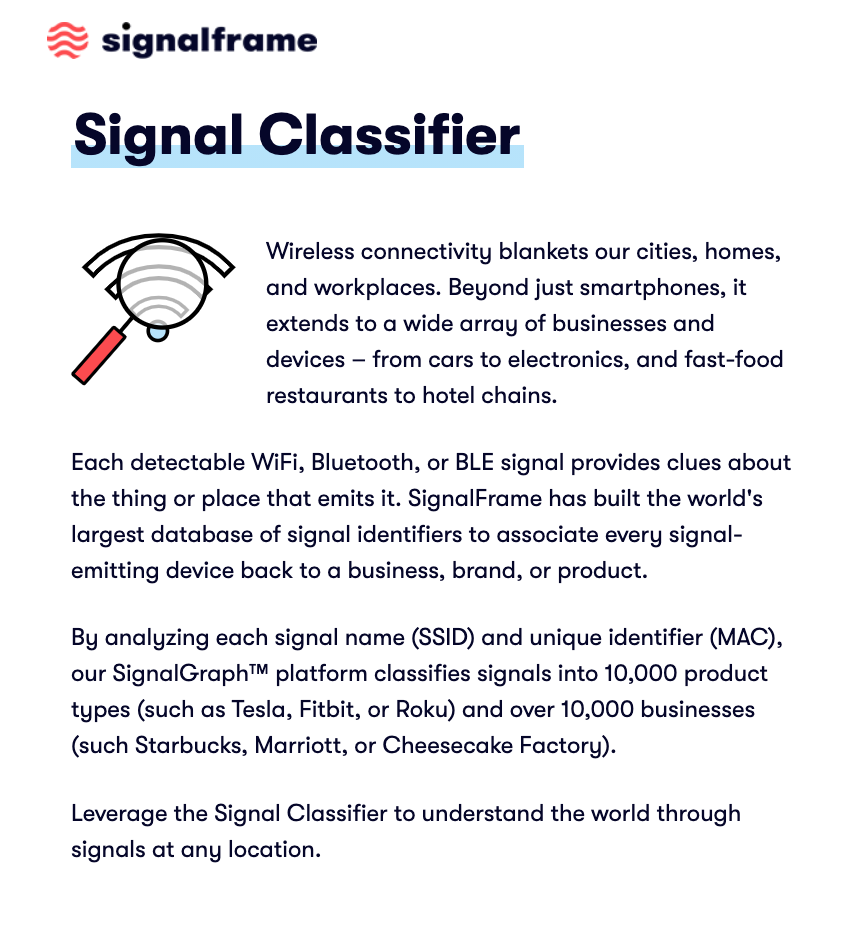 signalframe
Signal Classifier
Wireless connectivity blankets our cities, homes,
and workplaces. Beyond just smartphones, it
extends to a wide array of businesses and
devices – from cars to electronics, and fast-food
restaurants to hotel chains.
Each detectable WiFi, Bluetooth, or BLE signal provides clues about
the thing or place that emits it. SignalFrame has built the world's
largest database of signal identifiers to associate every signal-
emitting device back to a business, brand, or product.
By analyzing each signal name (SSID) and unique identifier (MAC),
our SignalGraph™ platform classifies signals into 10,000 product
types (such as Tesla, Fitbit, or Roku) and over 10,000 businesses
(such Starbucks, Marriott, or Cheesecake Factory).
Leverage the Signal Classifier to understand the world through
signals at any location.